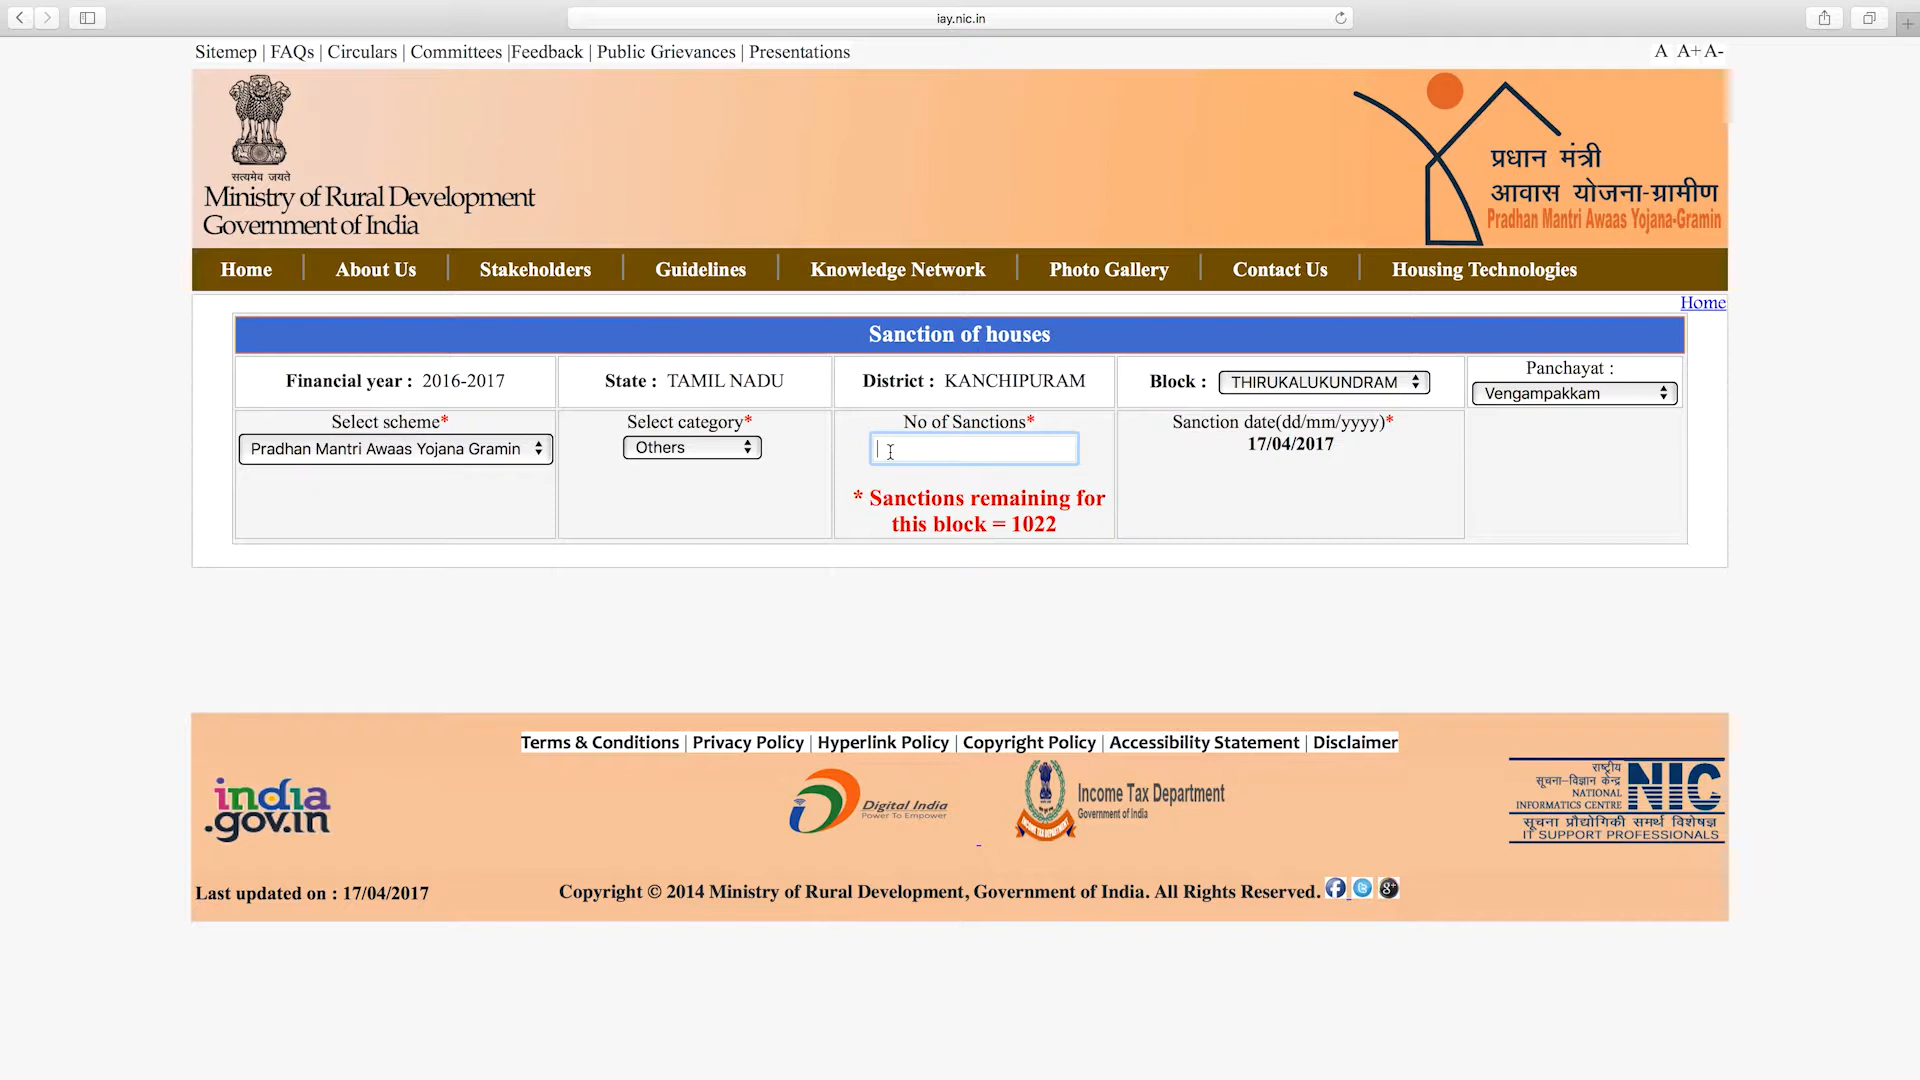 iay.nic.in
Sitemep | FAQs | Circulars | Committees |Feedback | Public Grievances | Presentations
A A+ A-
सत्यमेव जयते
Ministry of Rural Development
Government of India
प्रधान मंत्री
आवास योजना-ग्रामीण
Pradhan Mantri Awaas Yojana-Gramin
Home About Us Stakeholders Guidelines Knowledge Network Photo Gallery Contact Us Housing Technologies
Home
Sanction of houses
Financial year : 2016-2017 State : TAMIL NADU District : KANCHIPURAM Block : THIRUKALUKUNDRAM Panchayat :
Vengampakkam
Select scheme* Select category* No of Sanctions* Sanction date(dd/mm/yyyy)*
Pradhan Mantri Awaas Yojana Gramin Others 17/04/2017
* Sanctions remaining for
this block = 1022
Terms & Conditions | Privacy Policy | Hyperlink Policy | Copyright Policy | Accessibility Statement | Disclaimer
india
.gov.in
Digital India
Power To Empower
Income Tax Department
Government of India
राष्ट्रीय
सूचना-विज्ञान केन्द्र
NATIONAL
INFORMATICS CENTRE
NIC
सूचना प्रौद्योगिकी समर्थ विशेषज्ञ
IT SUPPORT PROFESSIONALS
Last updated on : 17/04/2017
Copyright © 2014 Ministry of Rural Development, Government of India. All Rights Reserved.